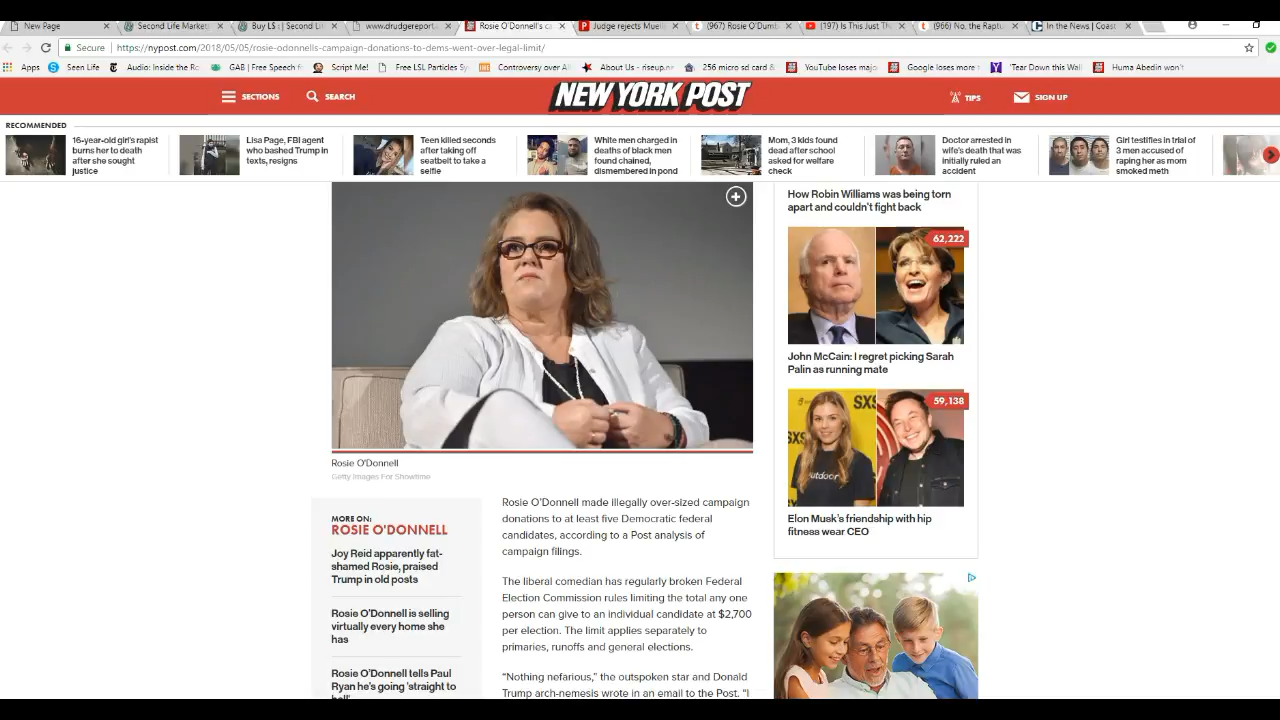 New Page
Second Life Market
Buy LS: | Second Li
www.drudgereport
Rosie O'Donnell's ca
Judge rejects Muelle
(967) Rosie O'Dumb
(197) Is This Just Th
(966) No, the Raptu
In the News | Coast
Secure
https://nypost.com/2018/05/05/rosie-odonnells-campaign-donations-to-dems-went-over-legal-limit/
Apps
Seen Life
Audio: Inside the Ro
GAB | Free Speech f
Script Me!
Free LSL Particles Sy
Controversy over Al
About Us - riseup.ne
256 micro sd card 8
YouTube loses majo
Google loses more
'Tear Down this Wall
Huma Abedin won't
SECTIONS
SEARCH
NEW YORK POST
TIPS
SIGN UP
RECOMMENDED
16-year-old girl's rapist
burns her to death
after she sought
justice
Lisa Page, FBI agent
who bashed Trump in
texts, resigns
Teen killed seconds
after taking off
seatbelt to take a
selfie
White men charged in
deaths of black men
found chained,
dismembered in pond
Mom, 3 kids found
dead after school
asked for welfare
check
Doctor arrested in
wife's death that was
initially ruled an
accident
Girl testifies in trial of
3 men accused of
raping her as mom
smoked meth
Rosie O'Donnell
Getty Images For Showtime
MORE ON:
ROSIE O'DONNELL
Joy Reid apparently fat-
shamed Rosie, praised
Trump in old posts
Rosie O'Donnell is selling
virtually every home she
has
Rosie O'Donnell tells Paul
Ryan he's going 'straight to
hell'
Rosie O'Donnell made illegally over-sized campaign
donations to at least five Democratic federal
candidates, according to a Post analysis of
campaign filings.
The liberal comedian has regularly broken Federal
Election Commission rules limiting the total any one
person can give to an individual candidate at $2,700
per election. The limit applies separately to
primaries, runoffs and general elections.
“Nothing nefarious,” the outspoken star and Donald
Trump arch-nemesis wrote in an email to the Post. “I
How Robin Williams was being torn
apart and couldn't fight back
62,222
John McCain: I regret picking Sarah
Palin as running mate
59,138
SXS
outdoor
Elon Musk's friendship with hip
fitness wear CEO